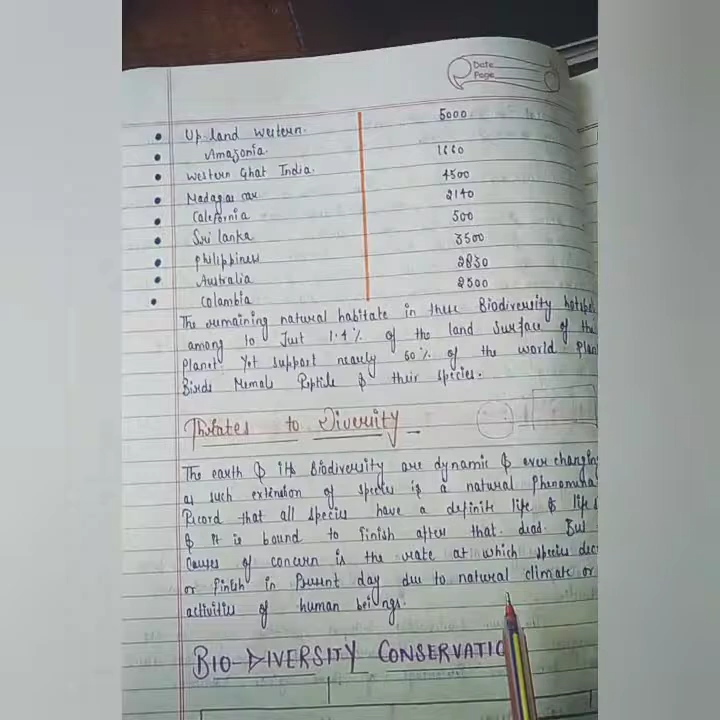 Date
Page
Up-land western. 5000
Amazonia. 1660
Western Ghat India. 4500
Madagascar 2140
California 500
Sri lanka 3500
Philippines 2830
Australia 2500
Colambia
The remaining natural habitate in these Biodiversity hotspot
among to Just 1.4% of the land surface of the
Planet. Yet support nearly 60% of the world Plan
Birds Memals Reptile & their species.
Threates to Diversity
The earth & its Biodiversity are dynamic & ever changing
as such extension of species is a natural Phenomena
Record that all species have a definite life & life s
& it is bound to finish after that dead. But
Causes of concern is the rate at which species dec
or finish in Present day due to natural climate or
activities of human beings.
BIO-DIVERSITY CONSERVATIO